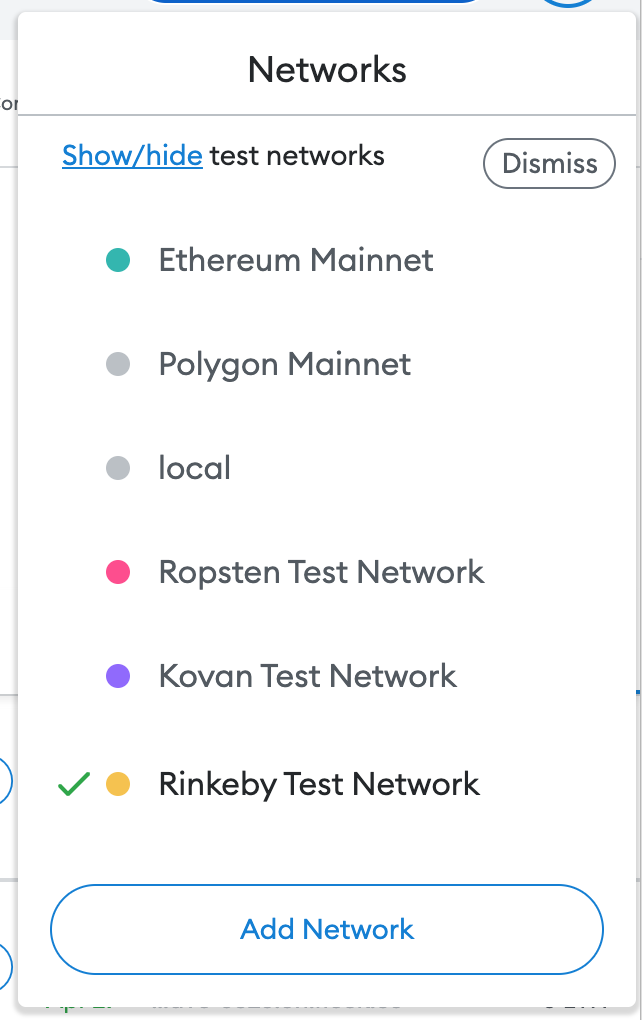 Networks
Show/hide test networks
Dismiss
Ethereum Mainnet
Polygon Mainnet
local
Ropsten Test Network
Kovan Test Network
Rinkeby Test Network
Add Network